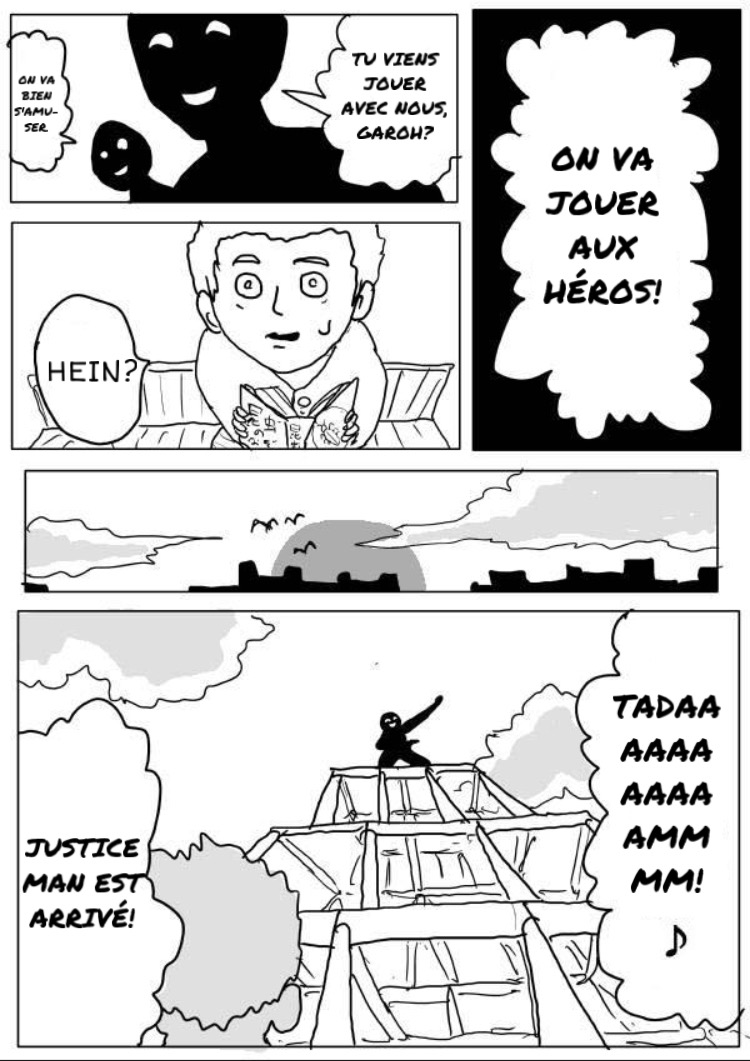 TU VIENS
JOUER
AVEC NOUS,
GAROH?
ON VA
BIEN
S'AMU-
SER.
ON VA
JOUER
AUX
HÉROS!
HEIN?
TADAA
AAAA
AAAA
AMM
MM!
♪
JUSTICE
MAN EST
ARRIVÉ!